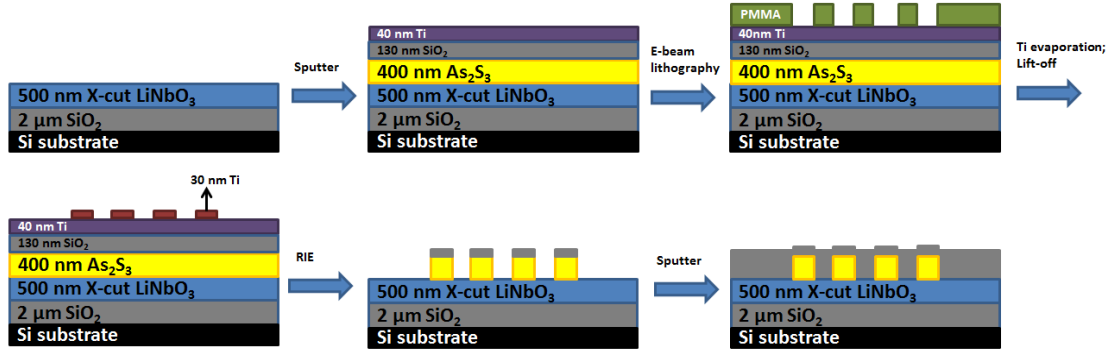 500 nm X-cut LiNbO₃
2 µm SiO₂
Si substrate
Sputter
40 nm Ti
130 nm SiO₂
400 nm As₂S₃
500 nm X-cut LiNbO₃
2 µm SiO₂
Si substrate
E-beam
lithography
PMMA
40nm Ti
130 nm SiO₂
400 nm As₂S₃
500 nm X-cut LiNbO₃
2 µm SiO₂
Si substrate
Ti evaporation;
Lift-off
30 nm Ti
40 nm Ti
130 nm SiO₂
400 nm As₂S₃
500 nm X-cut LiNbO₃
2 µm SiO₂
Si substrate
RIE
500 nm X-cut LiNbO₃
2 µm SiO₂
Si substrate
Sputter
500 nm X-cut LiNbO₃
2 µm SiO₂
Si substrate